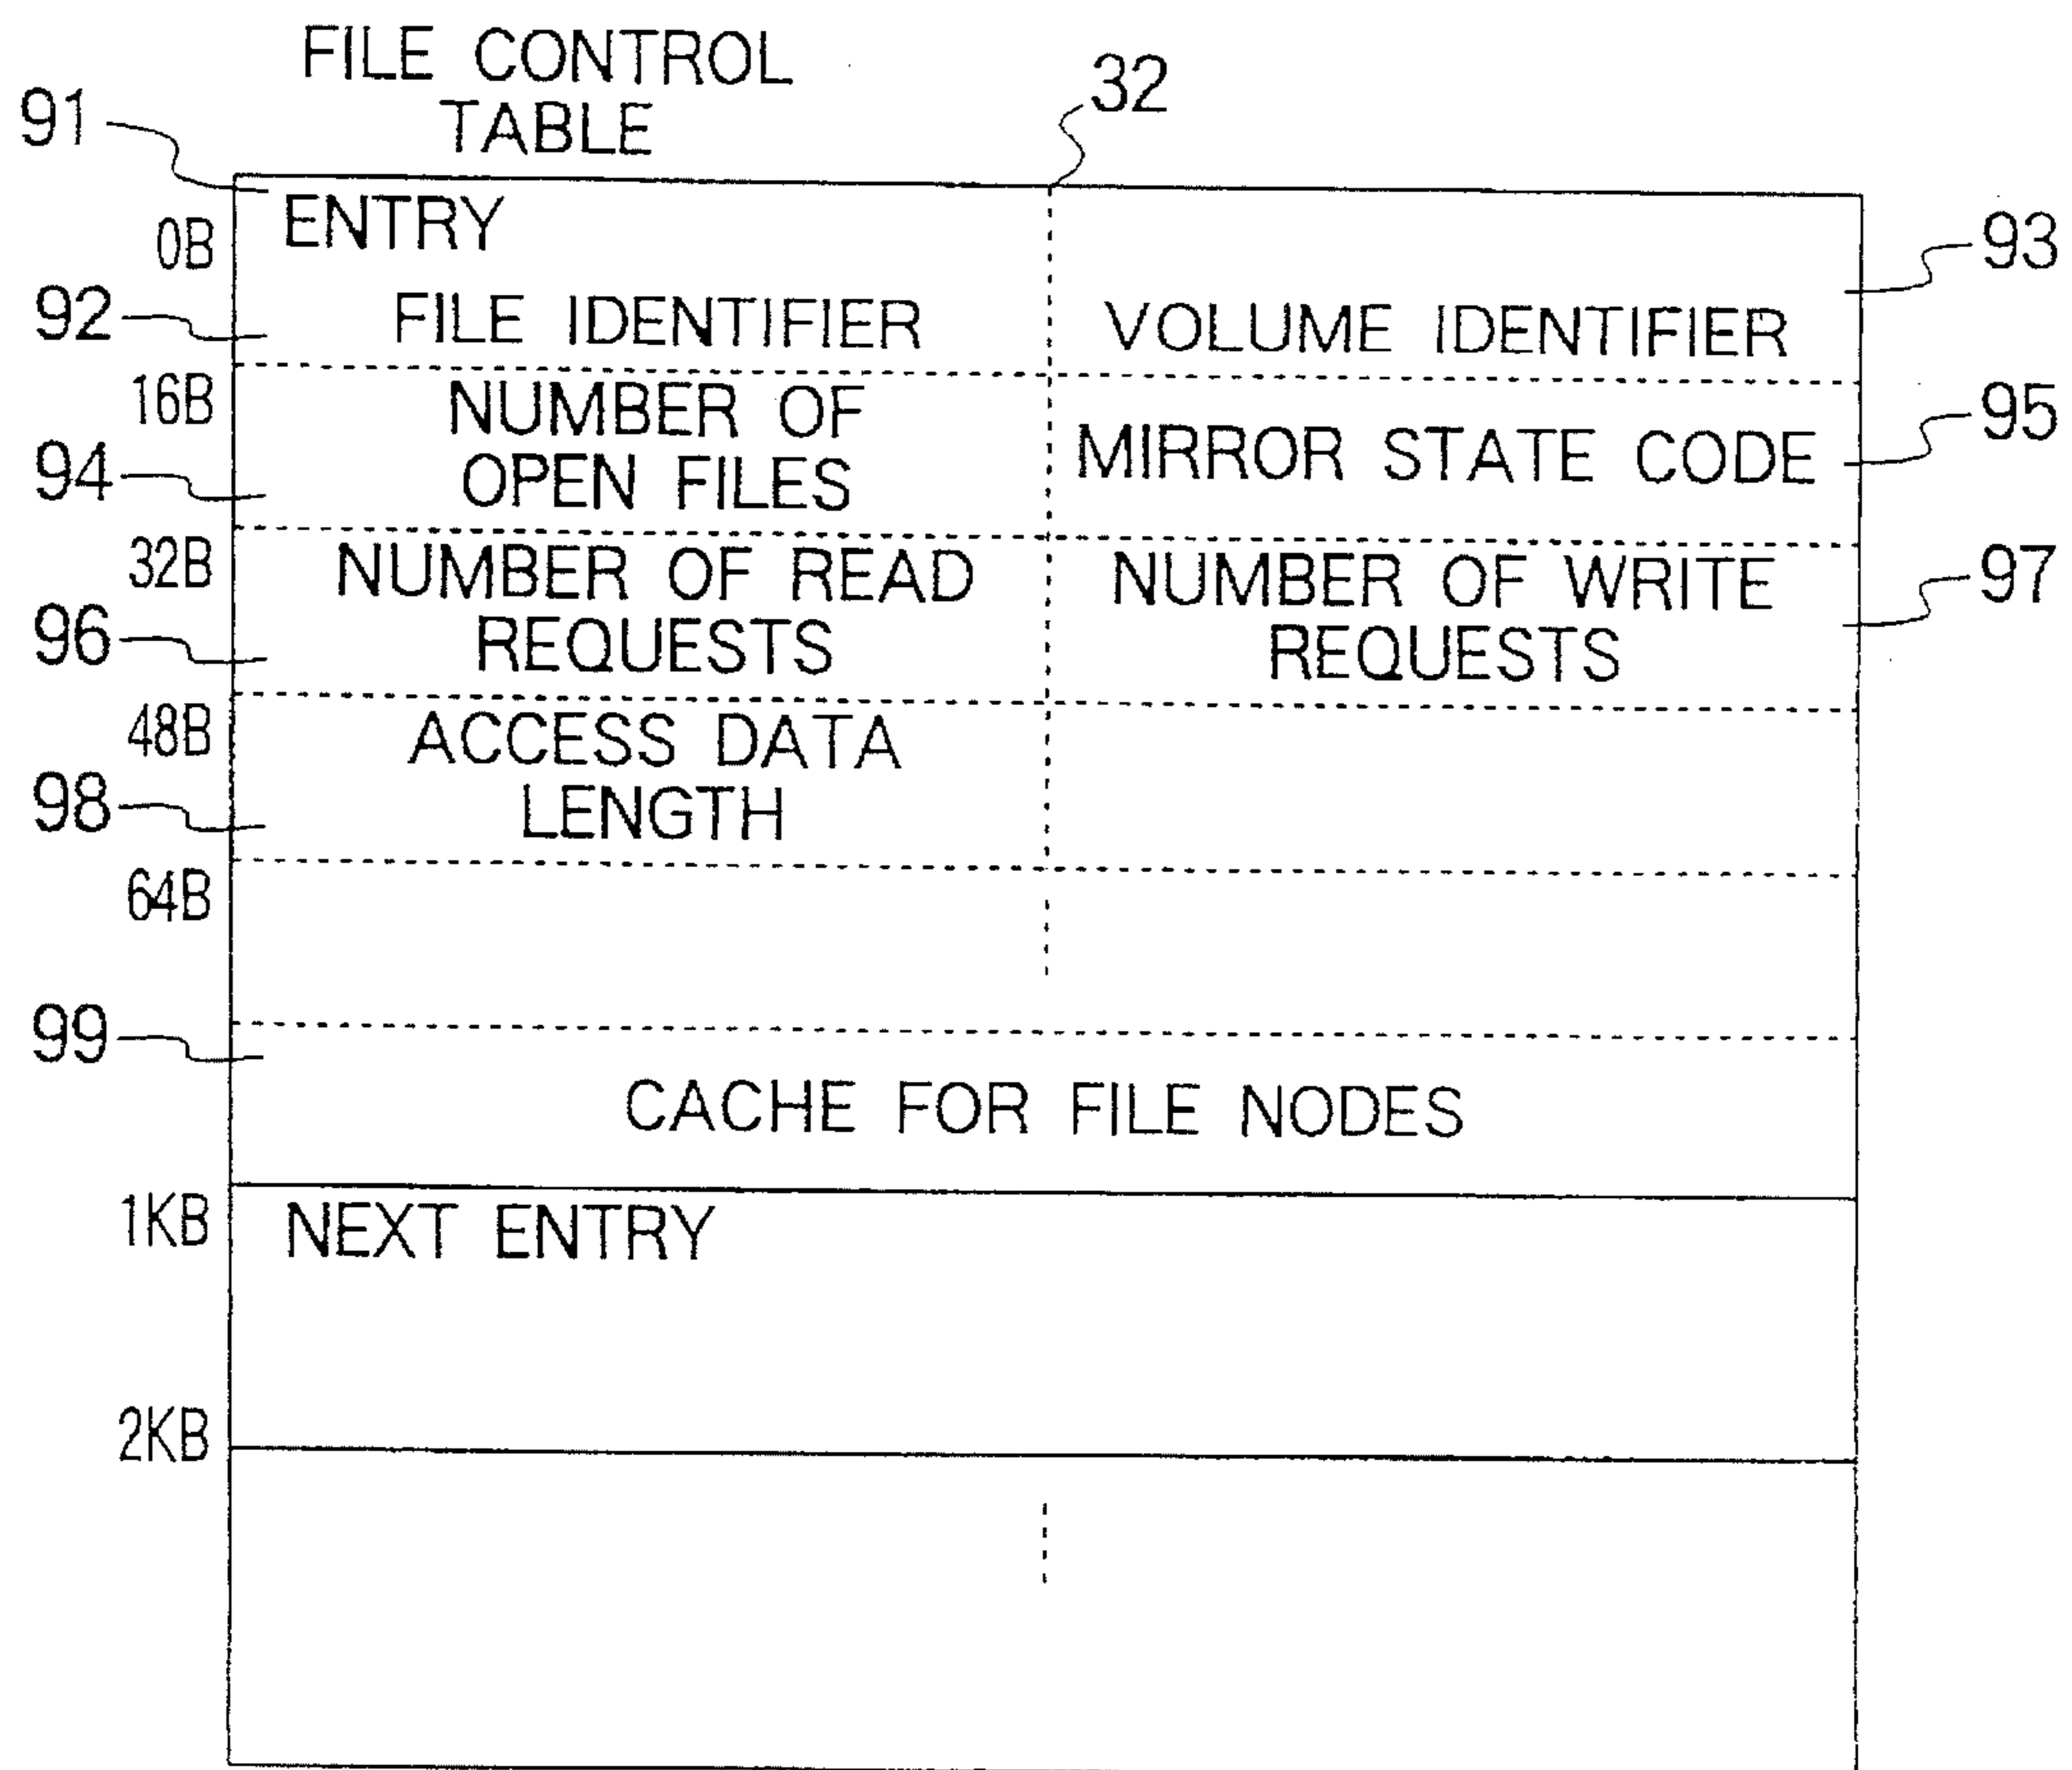 FILE CONTROL
TABLE
32
91
ENTRY
0B
93
92
FILE IDENTIFIER
VOLUME IDENTIFIER
16B
NUMBER OF
OPEN FILES
MIRROR STATE CODE
95
94
32B
NUMBER OF READ
REQUESTS
NUMBER OF WRITE
REQUESTS
97
96
48B
ACCESS DATA
LENGTH
98
64B
99
CACHE FOR FILE NODES
1KB
NEXT ENTRY
2KB